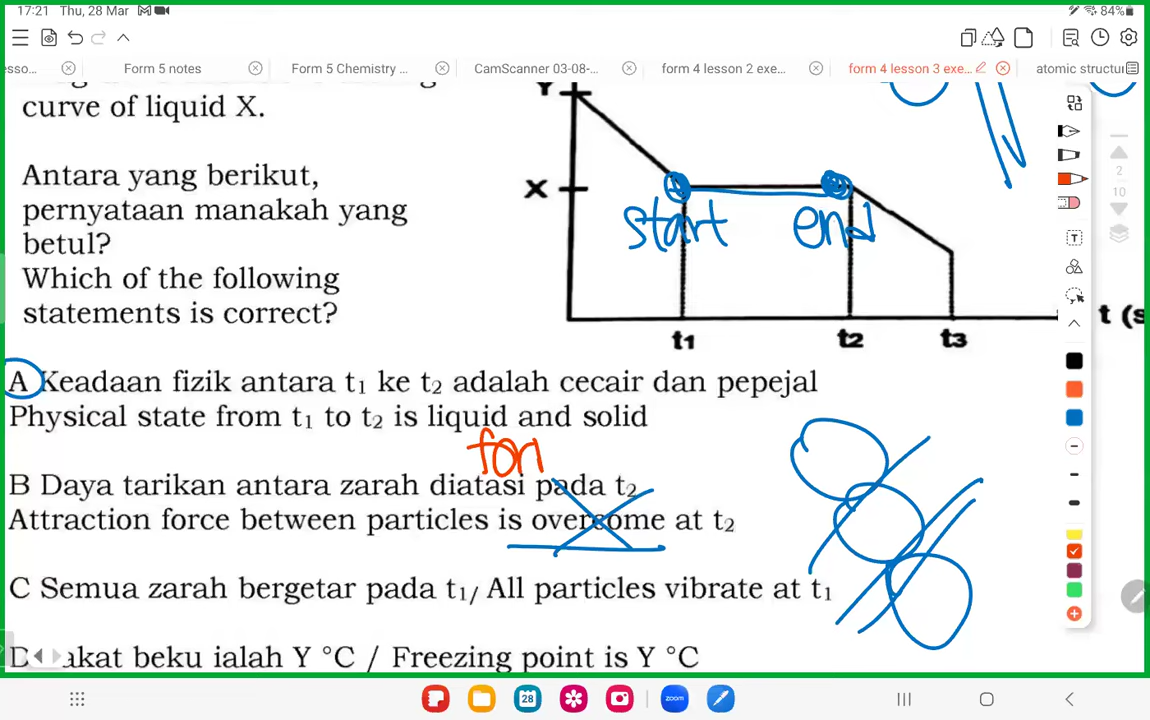 17:21 Thu, 28 Mar
84%
Form 5 notes
Form 5 Chemistry ...
CamScanner 03-08-...
form 4 lesson 2 exe...
form 4 lesson 3 exe...
atomic structu
curve of liquid X.
Antara yang berikut,
pernyataan manakah yang
betul?
Which of the following
statements is correct?
Y
X
start
end
t1
t2
t3
t (s
2
10
A Keadaan fizik antara t1 ke t2 adalah cecair dan pepejal
Physical state from t1 to t2 is liquid and solid
B Daya tarikan antara zarah diatasi pada t2
Attraction force between particles is overcome at t2
C Semua zarah bergetar pada t1/ All particles vibrate at t1
akat beku ialah Y °C / Freezing point is Y °C
28
zoom